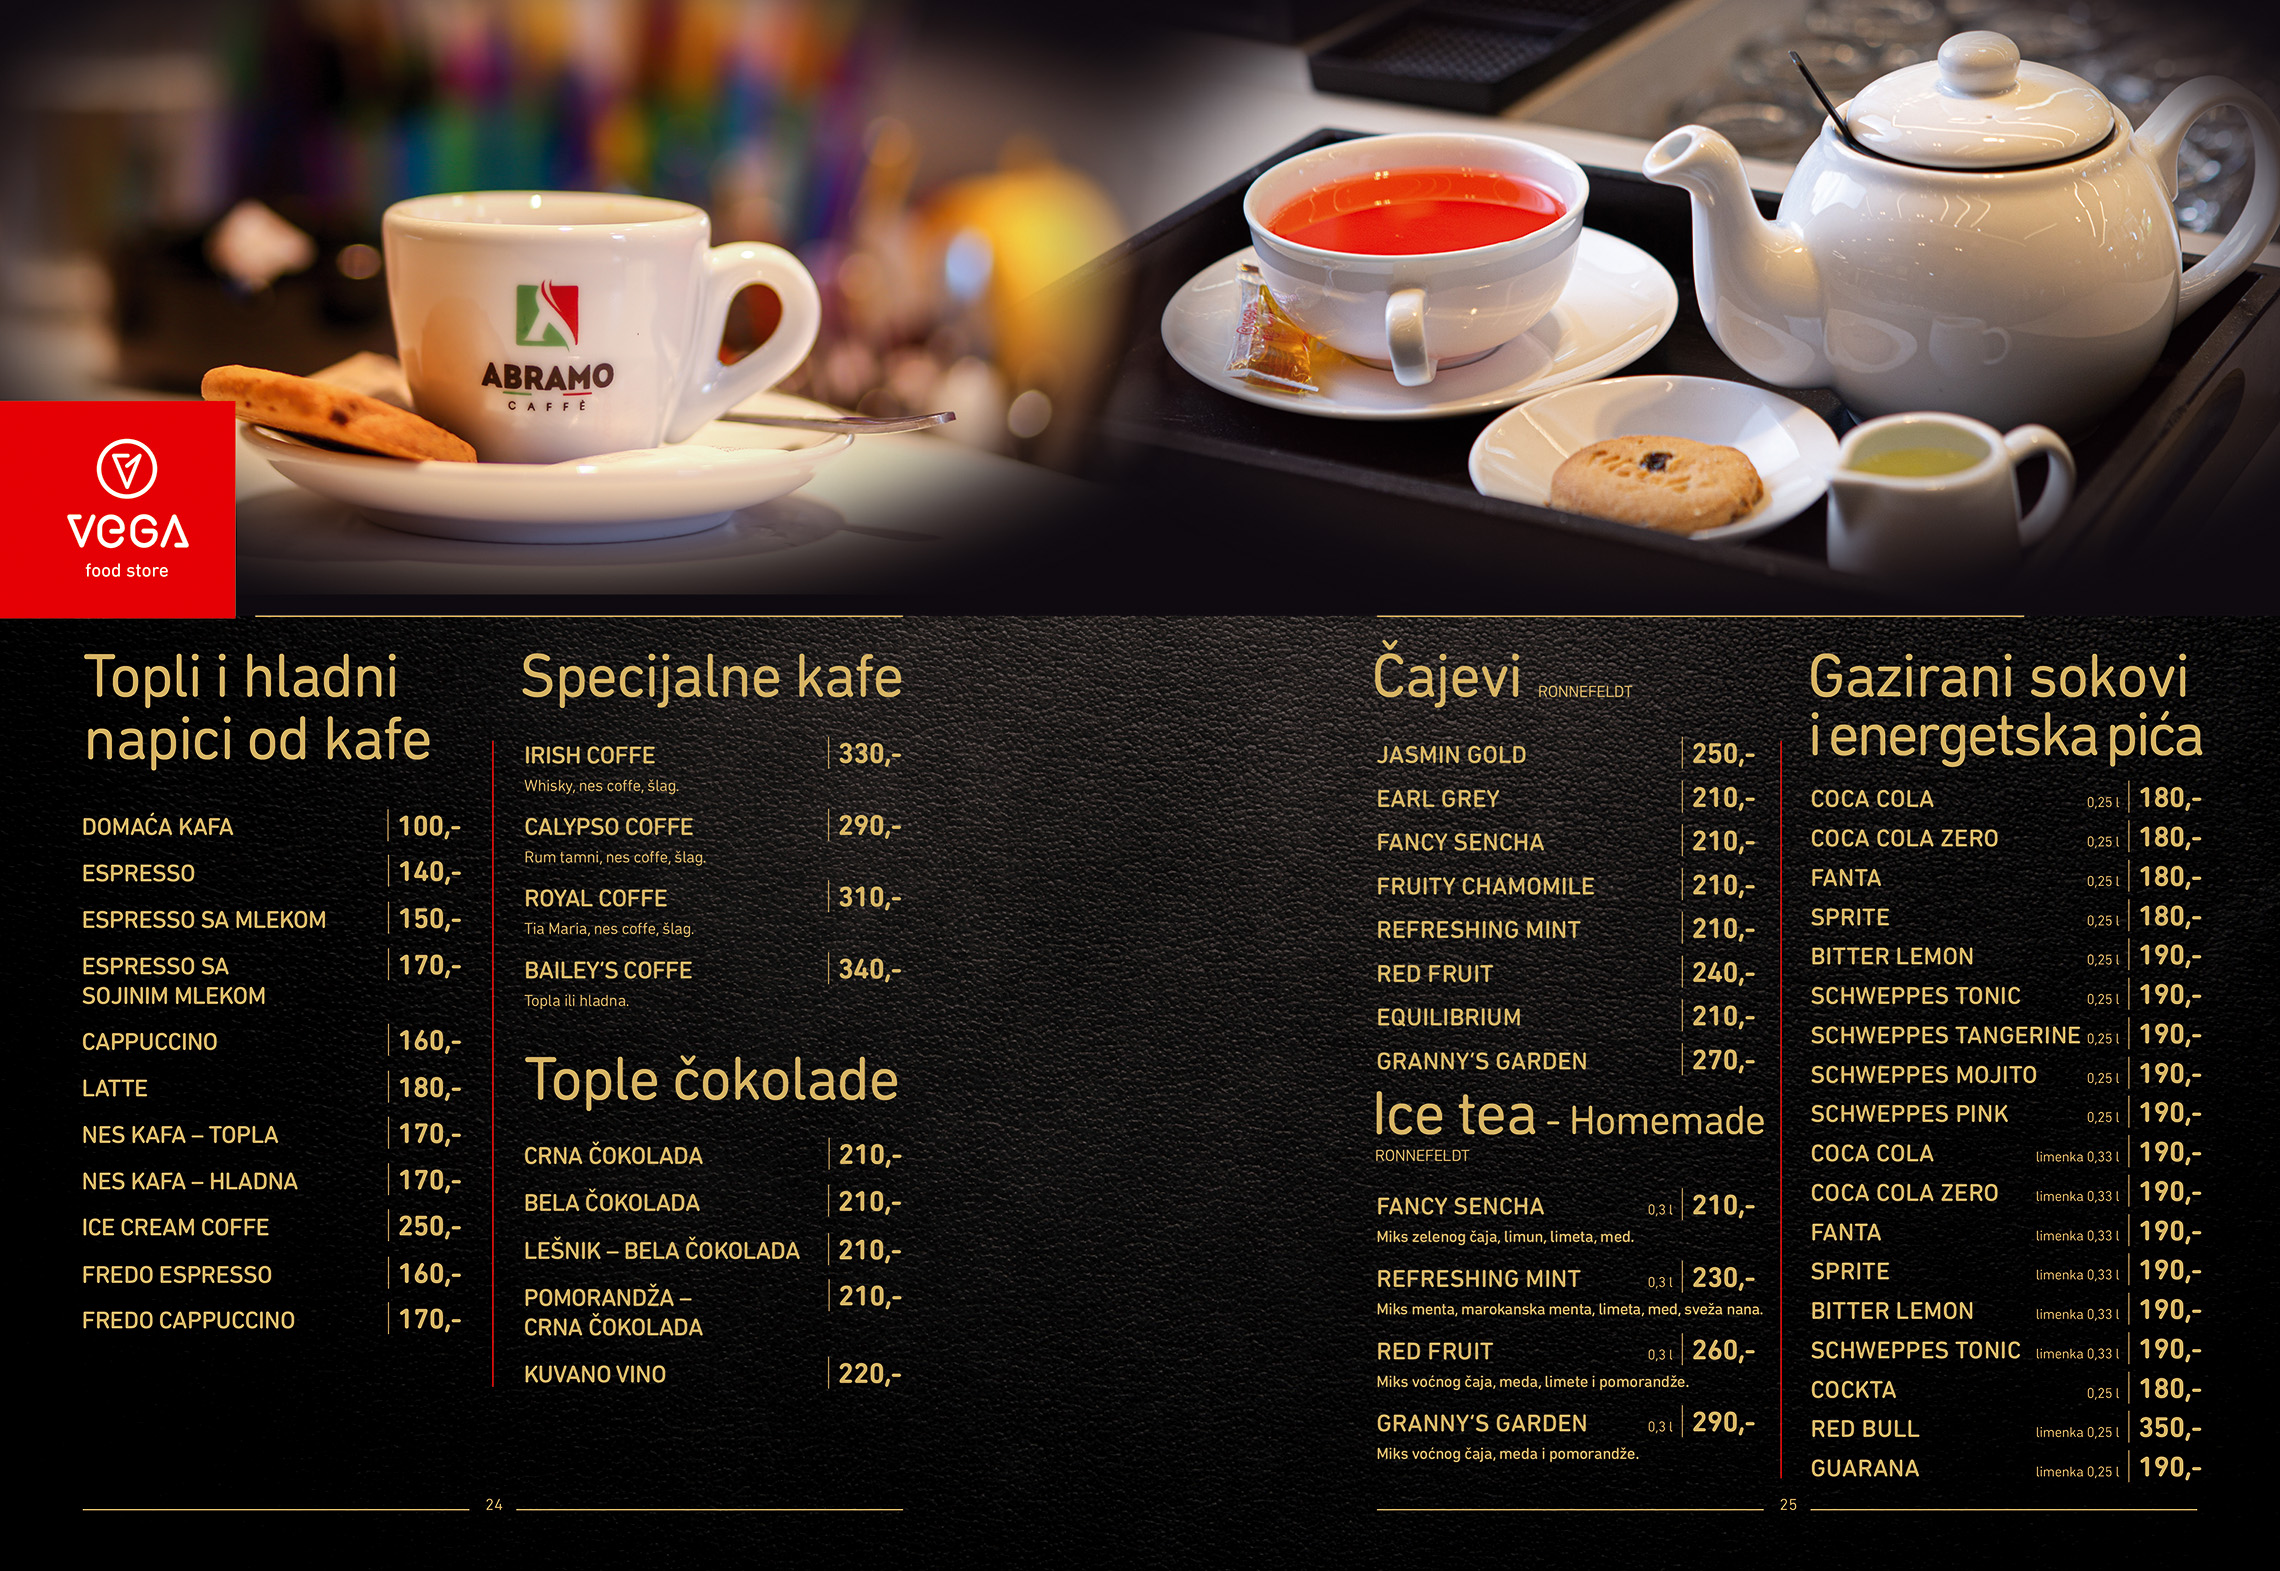 ABRAMO
CAFFÈ
VEGA
food store
Topli i hladni
napici od kafe
DOMAĆA KAFA 100,-
ESPRESSO 140,-
ESPRESSO SA MLEKOM 150,-
ESPRESSO SA 170,-
SOJINIM MLEKOM
CAPPUCCINO 160,-
LATTE 180,-
NES KAFA – TOPLA 170,-
NES KAFA – HLADNA 170,-
ICE CREAM COFFE 250,-
FREDO ESPRESSO 160,-
FREDO CAPPUCCINO 170,-
Specijalne kafe
IRISH COFFE 330,-
Whisky, nes coffe, šlag.
CALYPSO COFFE 290,-
Rum tamni, nes coffe, šlag.
ROYAL COFFE 310,-
Tia Maria, nes coffe, šlag.
BAILEY'S COFFE 340,-
Topla ili hladna.
Tople čokolade
CRNA ČOKOLADA 210,-
BELA ČOKOLADA 210,-
LEŠNIK – BELA ČOKOLADA 210,-
POMORANDŽA – 210,-
CRNA ČOKOLADA
KUVANO VINO 220,-
24
Čajevi RONNEFELDT
JASMIN GOLD 250,-
EARL GREY 210,-
FANCY SENCHA 210,-
FRUITY CHAMOMILE 210,-
REFRESHING MINT 210,-
RED FRUIT 240,-
EQUILIBRIUM 210,-
GRANNY'S GARDEN 270,-
Ice tea - Homemade
RONNEFELDT
FANCY SENCHA 0,3 l 210,-
Miks zelenog čaja, limun, limeta, med.
REFRESHING MINT 0,3 l 230,-
Miks menta, marokanska menta, limeta, med, sveža nana.
RED FRUIT 0,3 l 260,-
Miks voćnog čaja, meda, limete i pomorandže.
GRANNY'S GARDEN 0,3 l 290,-
Miks voćnog čaja, meda i pomorandže.
Gazirani sokovi
i energetska pića
COCA COLA 0,25 l 180,-
COCA COLA ZERO 0,25 l 180,-
FANTA 0,25 l 180,-
SPRITE 0,25 l 180,-
BITTER LEMON 0,25 l 190,-
SCHWEPPES TONIC 0,25 l 190,-
SCHWEPPES TANGERINE 0,25 l 190,-
SCHWEPPES MOJITO 0,25 l 190,-
SCHWEPPES PINK 0,25 l 190,-
COCA COLA limenka 0,33 l 190,-
COCA COLA ZERO limenka 0,33 l 190,-
FANTA limenka 0,33 l 190,-
SPRITE limenka 0,33 l 190,-
BITTER LEMON limenka 0,33 l 190,-
SCHWEPPES TONIC limenka 0,33 l 190,-
COCKTA 0,25 l 180,-
RED BULL limenka 0,25 l 350,-
GUARANA limenka 0,25 l 190,-
25